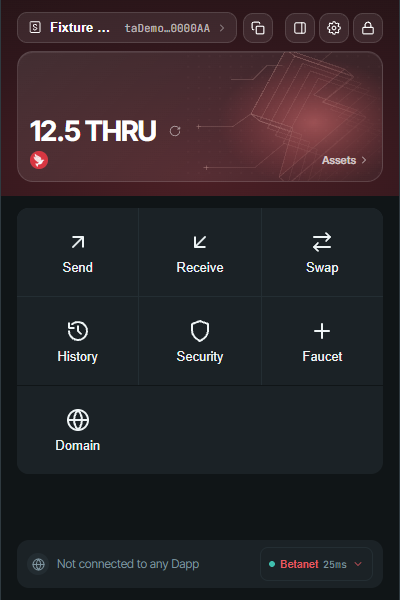 Fixture ... taDemo…0000AA
12.5 THRU
Assets
Send
Receive
Swap
History
Security
Faucet
Domain
Not connected to any Dapp
Betanet 25ms